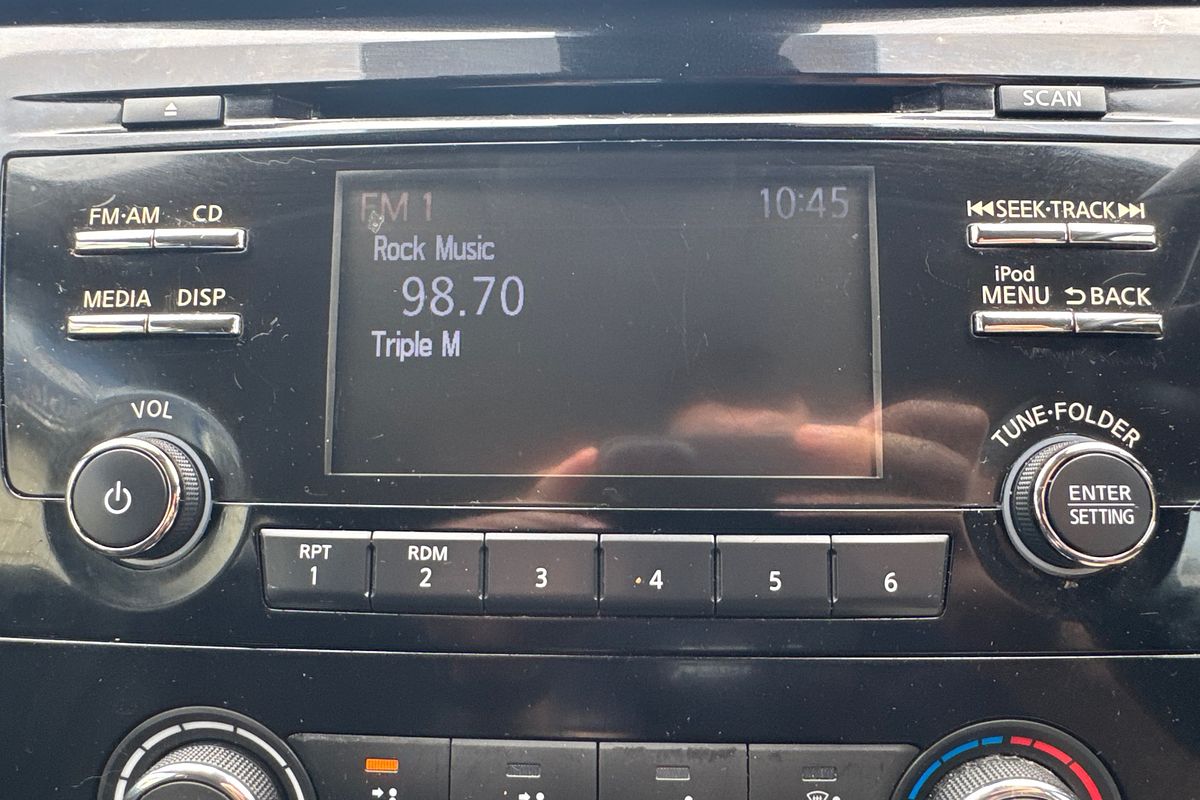 SCAN
FM·AM CD
MEDIA DISP
VOL
FM 1 10:45
Rock Music
98.70
Triple M
SEEK·TRACK
iPod
MENU BACK
TUNE·FOLDER
ENTER
SETTING
RPT RDM
1 2 3 4 5 6